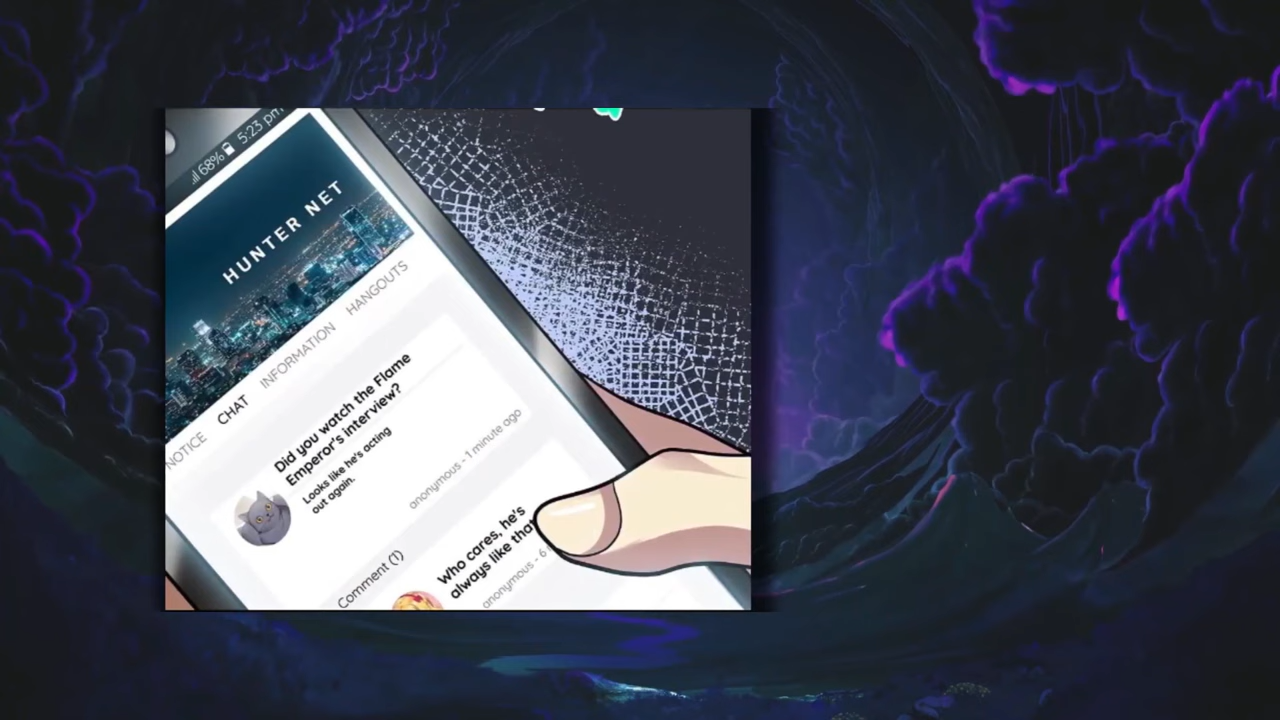 68% 5:23 pm
HUNTER NET
NOTICE CHAT INFORMATION HANGOUTS
Did you watch the Flame
Emperor's interview?
Looks like he's acting
out again.
anonymous - 1 minute ago
Comment (1)
Who cares, he's
always like that
anonymous - 6